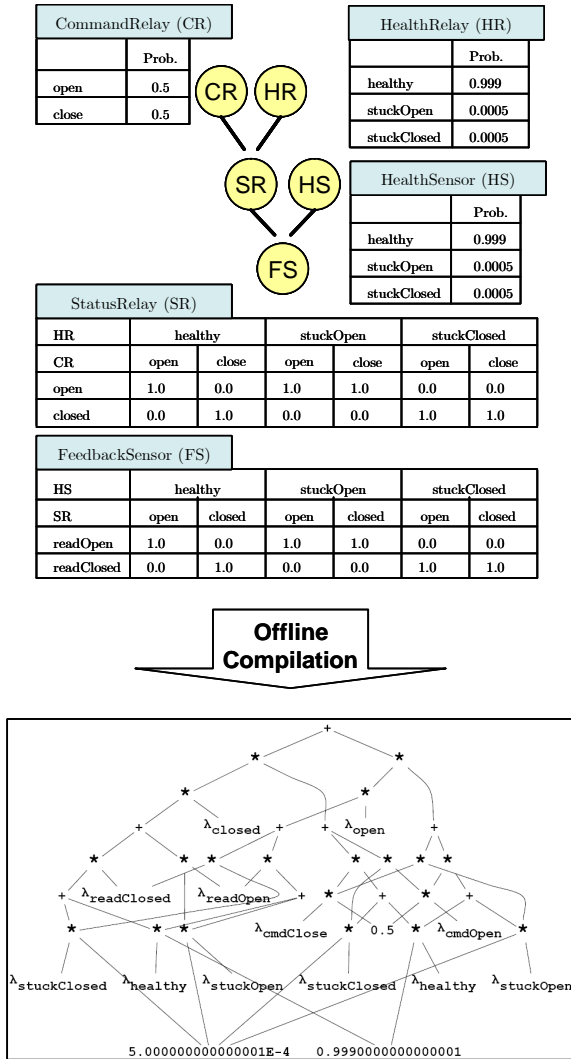 CommandRelay (CR)
Prob.
open 0.5
close 0.5
HealthRelay (HR)
Prob.
healthy 0.999
stuckOpen 0.0005
stuckClosed 0.0005
CR HR
SR HS
FS
HealthSensor (HS)
Prob.
healthy 0.999
stuckOpen 0.0005
stuckClosed 0.0005
StatusRelay (SR)
HR healthy stuckOpen stuckClosed
CR open close open close open close
open 1.0 0.0 1.0 1.0 0.0 0.0
closed 0.0 1.0 0.0 0.0 1.0 1.0
FeedbackSensor (FS)
HS healthy stuckOpen stuckClosed
SR open closed open closed open closed
readOpen 1.0 0.0 1.0 1.0 0.0 0.0
readClosed 0.0 1.0 0.0 0.0 1.0 1.0
Offline
Compilation
+
* *
* *
+ λclosed + + λopen +
* * * * * * * *
+ λreadClosed λreadOpen + * + * +
λcmdClose 0.5 λcmdOpen
* * * * * *
λstuckClosed λhealthy λstuckOpen λstuckClosed λhealthy λstuckOpen
5.0000000000000001E-4 0.99900000000000001